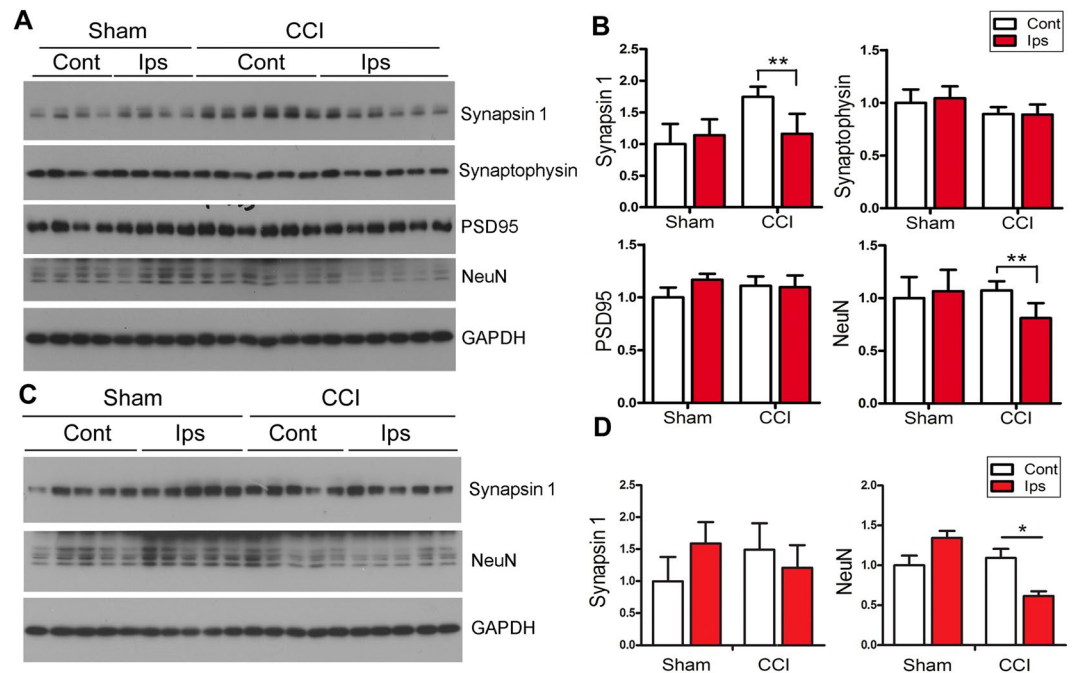 A
Sham CCI
Cont Ips Cont Ips
Synapsin 1
Synaptophysin
PSD95
NeuN
GAPDH
B
Cont
Ips
Synapsin 1
2.5
2.0
1.5
1.0
0.5
0.0
**
Sham CCI
Synaptophysin
1.5
1.0
0.5
0.0
Sham CCI
PSD95
1.5
1.0
0.5
0.0
Sham CCI
NeuN
1.5
1.0
0.5
0.0
**
Sham CCI
C
Sham CCI
Cont Ips Cont Ips
Synapsin 1
NeuN
GAPDH
D
Cont
Ips
Synapsin 1
2.5
2.0
1.5
1.0
0.5
0.0
Sham CCI
NeuN
2.0
1.5
1.0
0.5
0.0
*
Sham CCI